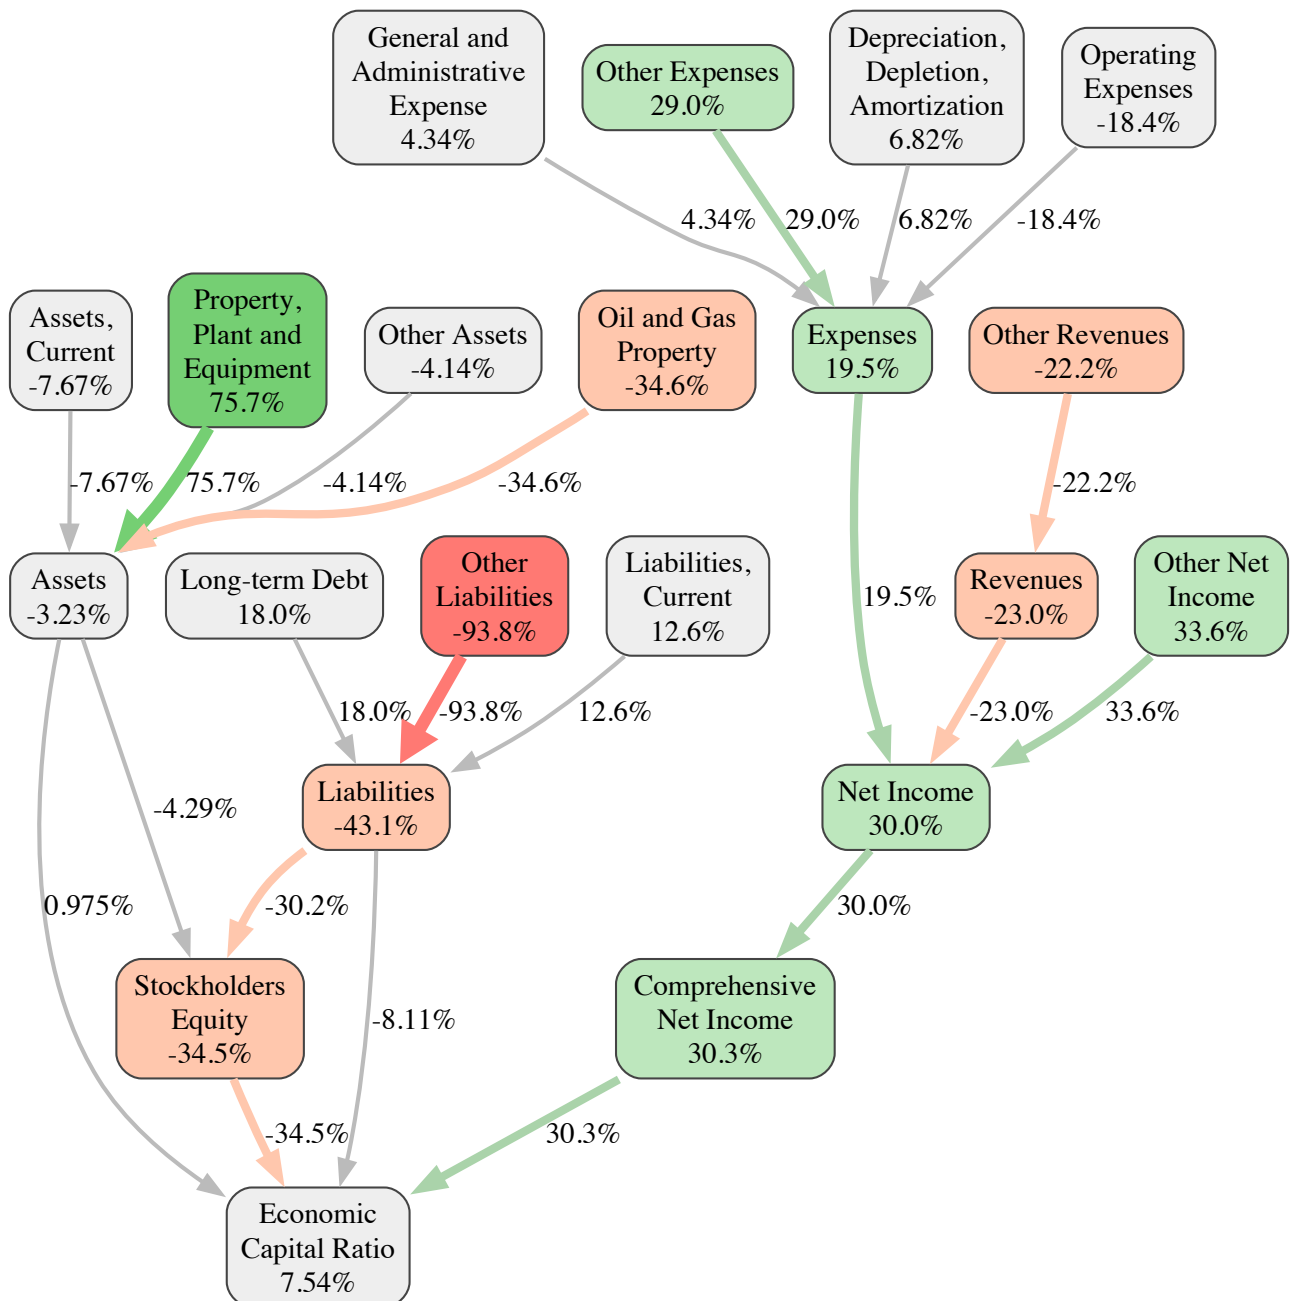 General and
Administrative
Expense
4.34%
Other Expenses
29.0%
Depreciation,
Depletion,
Amortization
6.82%
Operating
Expenses
-18.4%
4.34%
29.0%
6.82%
-18.4%
Assets,
Current
-7.67%
Property,
Plant and
Equipment
75.7%
Other Assets
-4.14%
Oil and Gas
Property
-34.6%
Expenses
19.5%
Other Revenues
-22.2%
-7.67%
75.7%
-4.14%
-34.6%
-22.2%
Assets
-3.23%
Long-term Debt
18.0%
Other
Liabilities
-93.8%
Liabilities,
Current
12.6%
19.5%
Revenues
-23.0%
Other Net
Income
33.6%
18.0%
-93.8%
12.6%
-23.0%
33.6%
-4.29%
Liabilities
-43.1%
Net Income
30.0%
0.975%
-30.2%
30.0%
Stockholders
Equity
-34.5%
-8.11%
Comprehensive
Net Income
30.3%
-34.5%
30.3%
Economic
Capital Ratio
7.54%